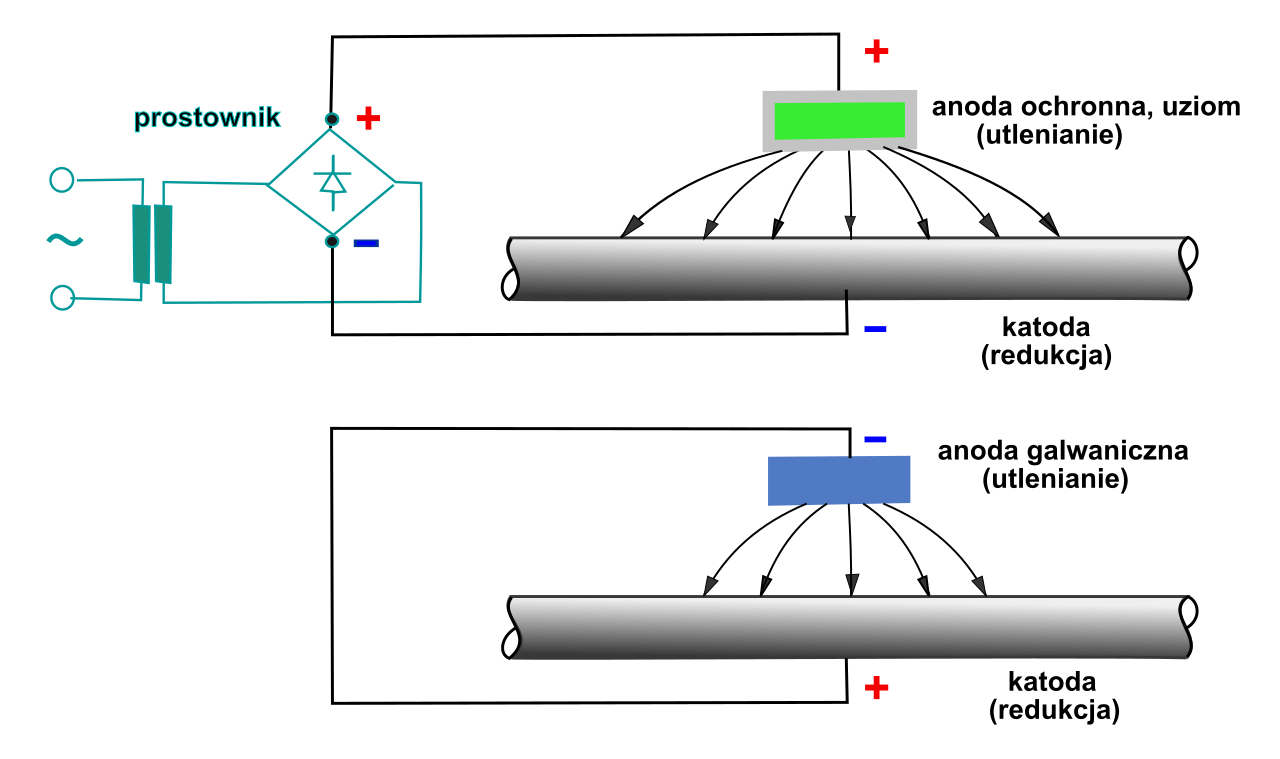 +
prostownik
+
anoda ochronna, uziom
(utlenianie)
~
–
katoda
(redukcja)
–
–
anoda galwaniczna
(utlenianie)
+
katoda
(redukcja)